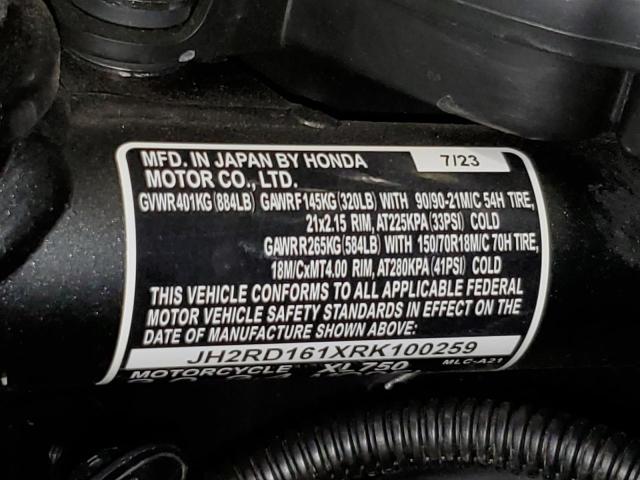 MFD. IN JAPAN BY HONDA 7/23
MOTOR CO., LTD.
GVWR401KG(884LB) GAWRF145KG(320LB) WITH 90/90-21M/C 54H TIRE,
21x2.15 RIM, AT225KPA(33PSI) COLD
GAWRR265KG(584LB) WITH 150/70R18M/C 70H TIRE,
18M/CxMT4.00 RIM, AT280KPA(41PSI) COLD
THIS VEHICLE CONFORMS TO ALL APPLICABLE FEDERAL
MOTOR VEHICLE SAFETY STANDARDS IN EFFECT ON THE
DATE OF MANUFACTURE SHOWN ABOVE:
JH2RD161XRK100259
MOTORCYCLE XL750 MLC-A21